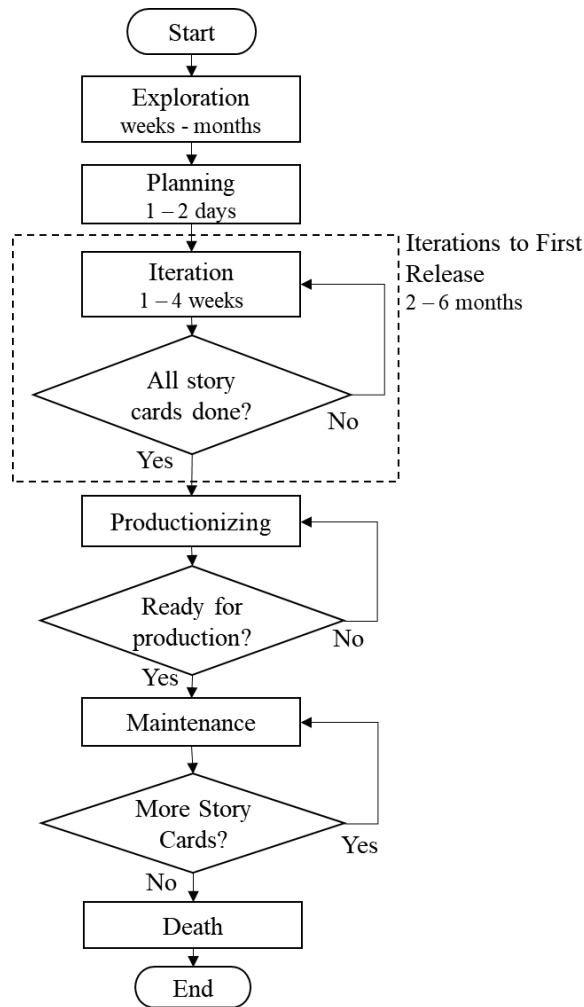 Start
Exploration
weeks - months
Planning
1 – 2 days
Iterations to First
Release
2 – 6 months
Iteration
1 – 4 weeks
All story
cards done?
No
Yes
Productionizing
Ready for
production?
No
Yes
Maintenance
More Story
Cards?
Yes
No
Death
End